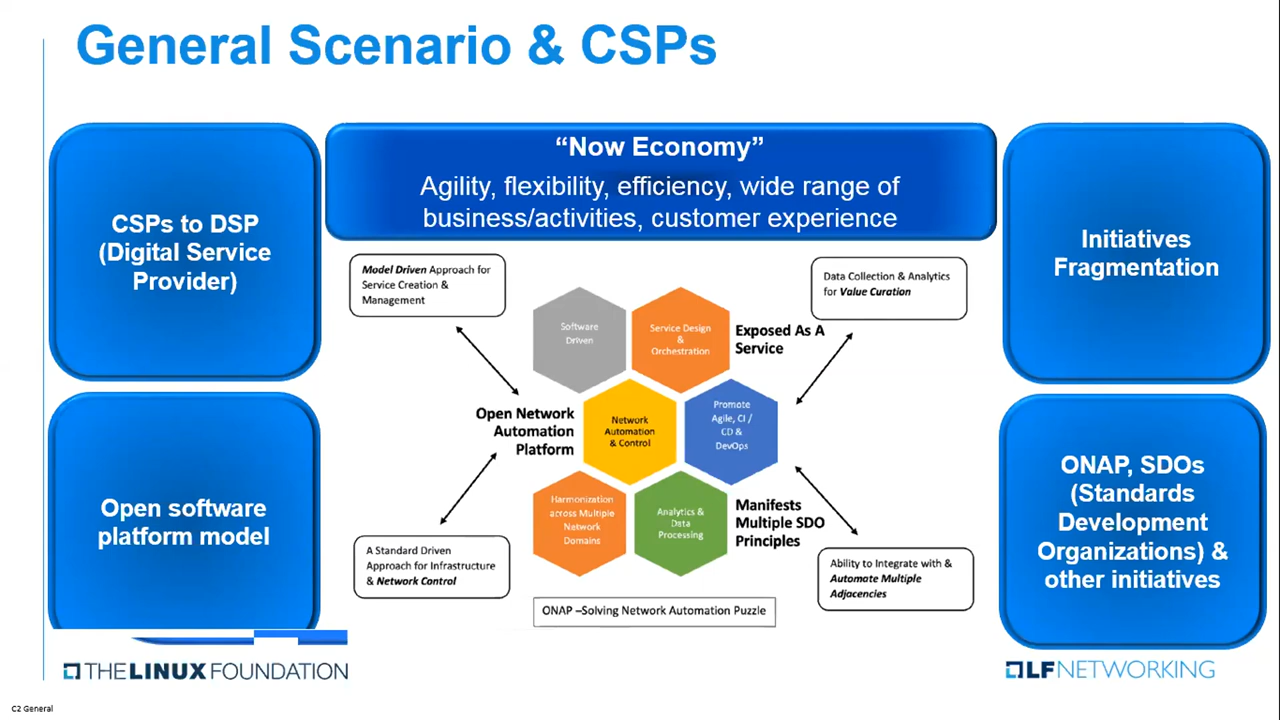 General Scenario & CSPs
CSPs to DSP
(Digital Service
Provider)
“Now Economy”
Agility, flexibility, efficiency, wide range of
business/activities, customer experience
Initiatives
Fragmentation
Model Driven Approach for
Service Creation &
Management
Data Collection & Analytics
for Value Curation
Software
Driven
Service Design
&
Orchestration
Exposed As A
Service
Open Network
Automation
Platform
Network
Automation
& Control
Promote
Agile, CI /
CD &
DevOps
Open software
platform model
ONAP, SDOs
(Standards
Development
Organizations) &
other initiatives
Harmonization
across Multiple
Network
Domains
Analytics &
Data
Processing
Manifests
Multiple SDO
Principles
A Standard Driven
Approach for Infrastructure
& Network Control
Ability to Integrate with &
Automate Multiple
Adjacencies
ONAP –Solving Network Automation Puzzle
THE LINUX FOUNDATION
LF NETWORKING
C2 General